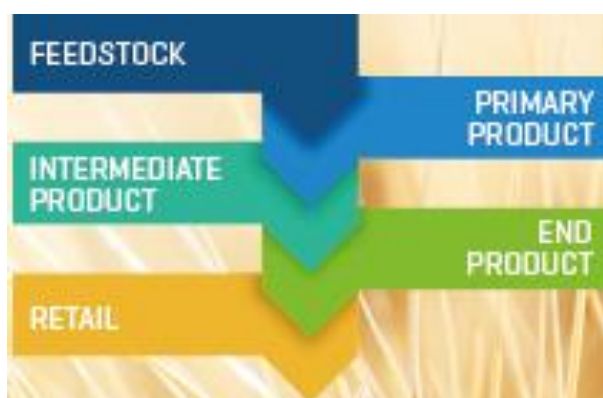 FEEDSTOCK
PRIMARY
PRODUCT
INTERMEDIATE
PRODUCT
END
PRODUCT
RETAIL